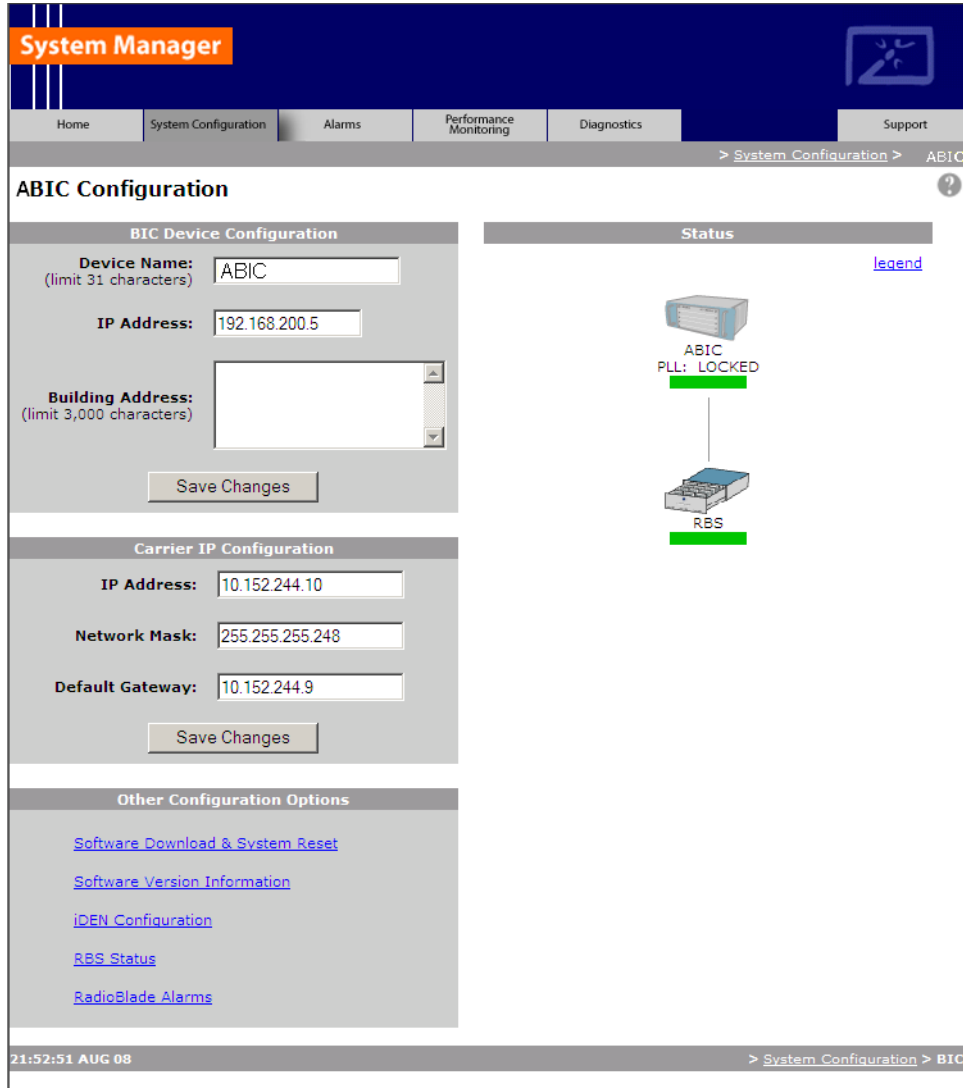 System Manager
Home
System Configuration
Alarms
Performance
Monitoring
Diagnostics
Support
> System Configuration > ABIC
ABIC Configuration
?
BIC Device Configuration
Device Name:
(limit 31 characters)
ABIC
IP Address:
192.168.200.5
Building Address:
(limit 3,000 characters)
Save Changes
Carrier IP Configuration
IP Address:
10.152.244.10
Network Mask:
255.255.255.248
Default Gateway:
10.152.244.9
Save Changes
Other Configuration Options
Software Download & System Reset
Software Version Information
iDEN Configuration
RBS Status
RadioBlade Alarms
Status
legend
ABIC
PLL: LOCKED
RBS
21:52:51 AUG 08
> System Configuration > BIC